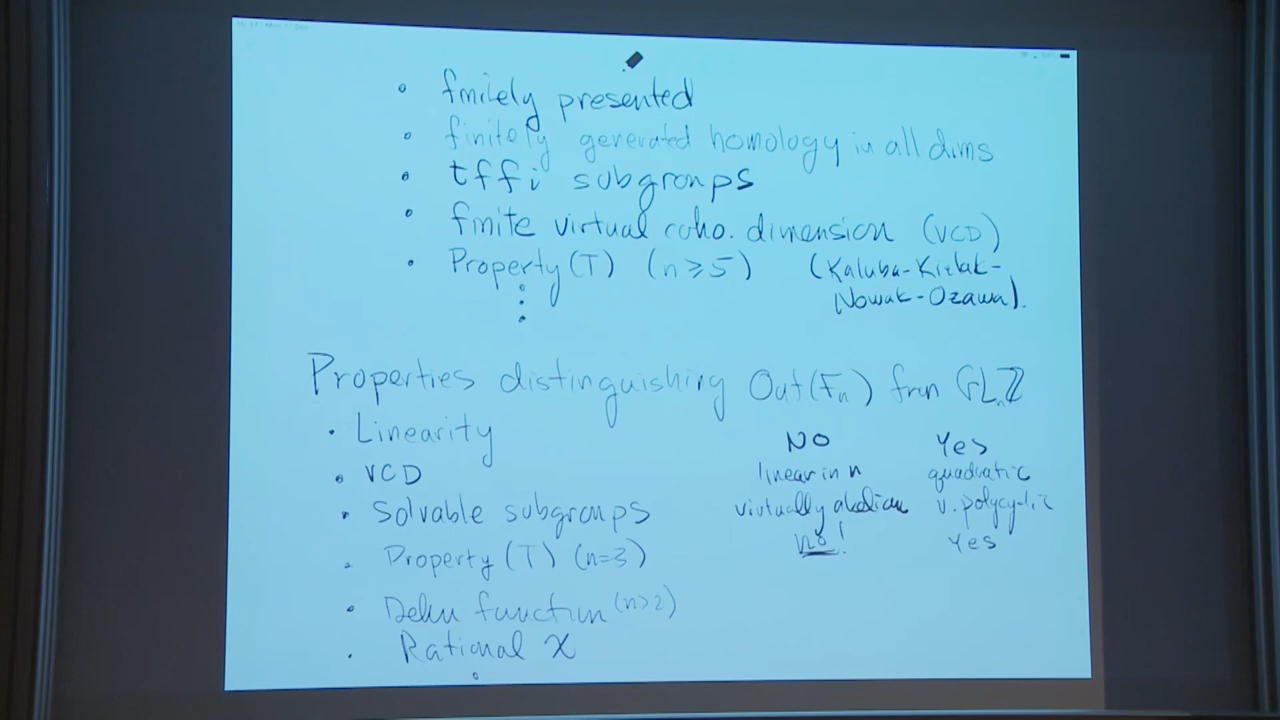 • finitely presented
• finitely generated homology in all dims
• tffi subgroups
• finite virtual coho. dimension (VCD)
• Property (T) (n ≥ 5) (Kaluba-Kielak-
Nowak-Ozawa).
Properties distinguishing Out(Fn) from GLnℤ
• Linearity NO Yes
• VCD linear in n quadratic
• Solvable subgroups virtually abelian v. polycyclic
• Property (T) (n=3) no! Yes
• Dehn function (n>2)
• Rational χ